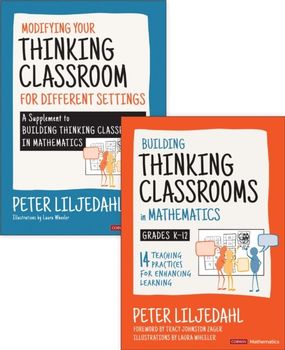 MODIFYING YOUR
THINKING
CLASSROOM
FOR DIFFERENT SETTINGS
A Supplement to
BUILDING THINKING CLASS
IN MATHEMATICS
PETER LILJEDAHL
Illustrations by Laura Wheeler
BUILDING
THINKING
CLASSROOMS
in MATHEMATICS
GRADES K-12
14 TEACHING
PRACTICES
FOR ENHANCING
LEARNING
PETER LILJEDAHL
FOREWORD BY TRACY JOHNSTON ZAGER
ILLUSTRATIONS BY LAURA WHEELER
CORWIN Mathematics